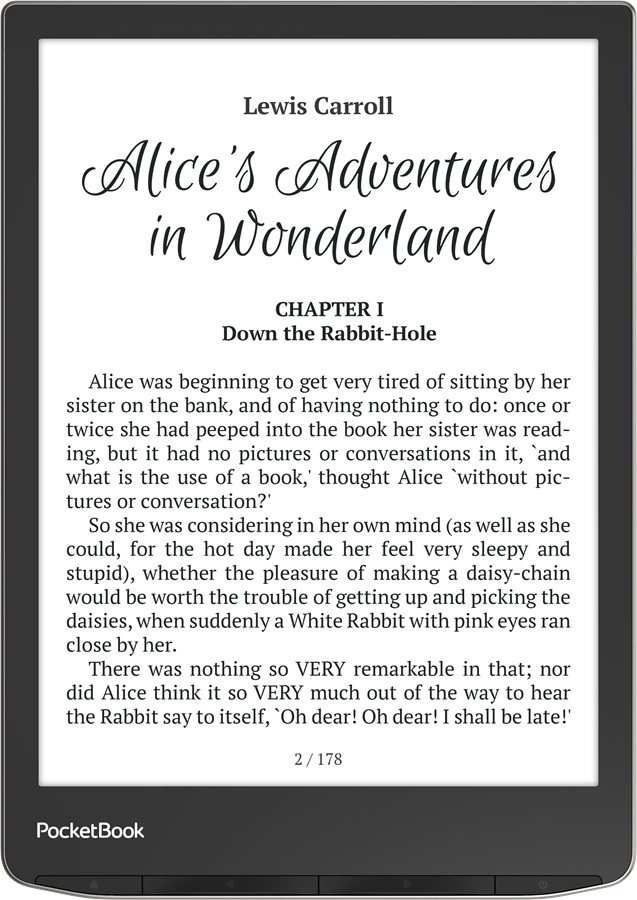 Lewis Carroll
Alice's Adventures
in Wonderland
CHAPTER I
Down the Rabbit-Hole
Alice was beginning to get very tired of sitting by her
sister on the bank, and of having nothing to do: once or
twice she had peeped into the book her sister was read-
ing, but it had no pictures or conversations in it, `and
what is the use of a book,' thought Alice `without pic-
tures or conversation?'
So she was considering in her own mind (as well as she
could, for the hot day made her feel very sleepy and
stupid), whether the pleasure of making a daisy-chain
would be worth the trouble of getting up and picking the
daisies, when suddenly a White Rabbit with pink eyes ran
close by her.
There was nothing so VERY remarkable in that; nor
did Alice think it so VERY much out of the way to hear
the Rabbit say to itself, `Oh dear! Oh dear! I shall be late!'
2 / 178
PocketBook